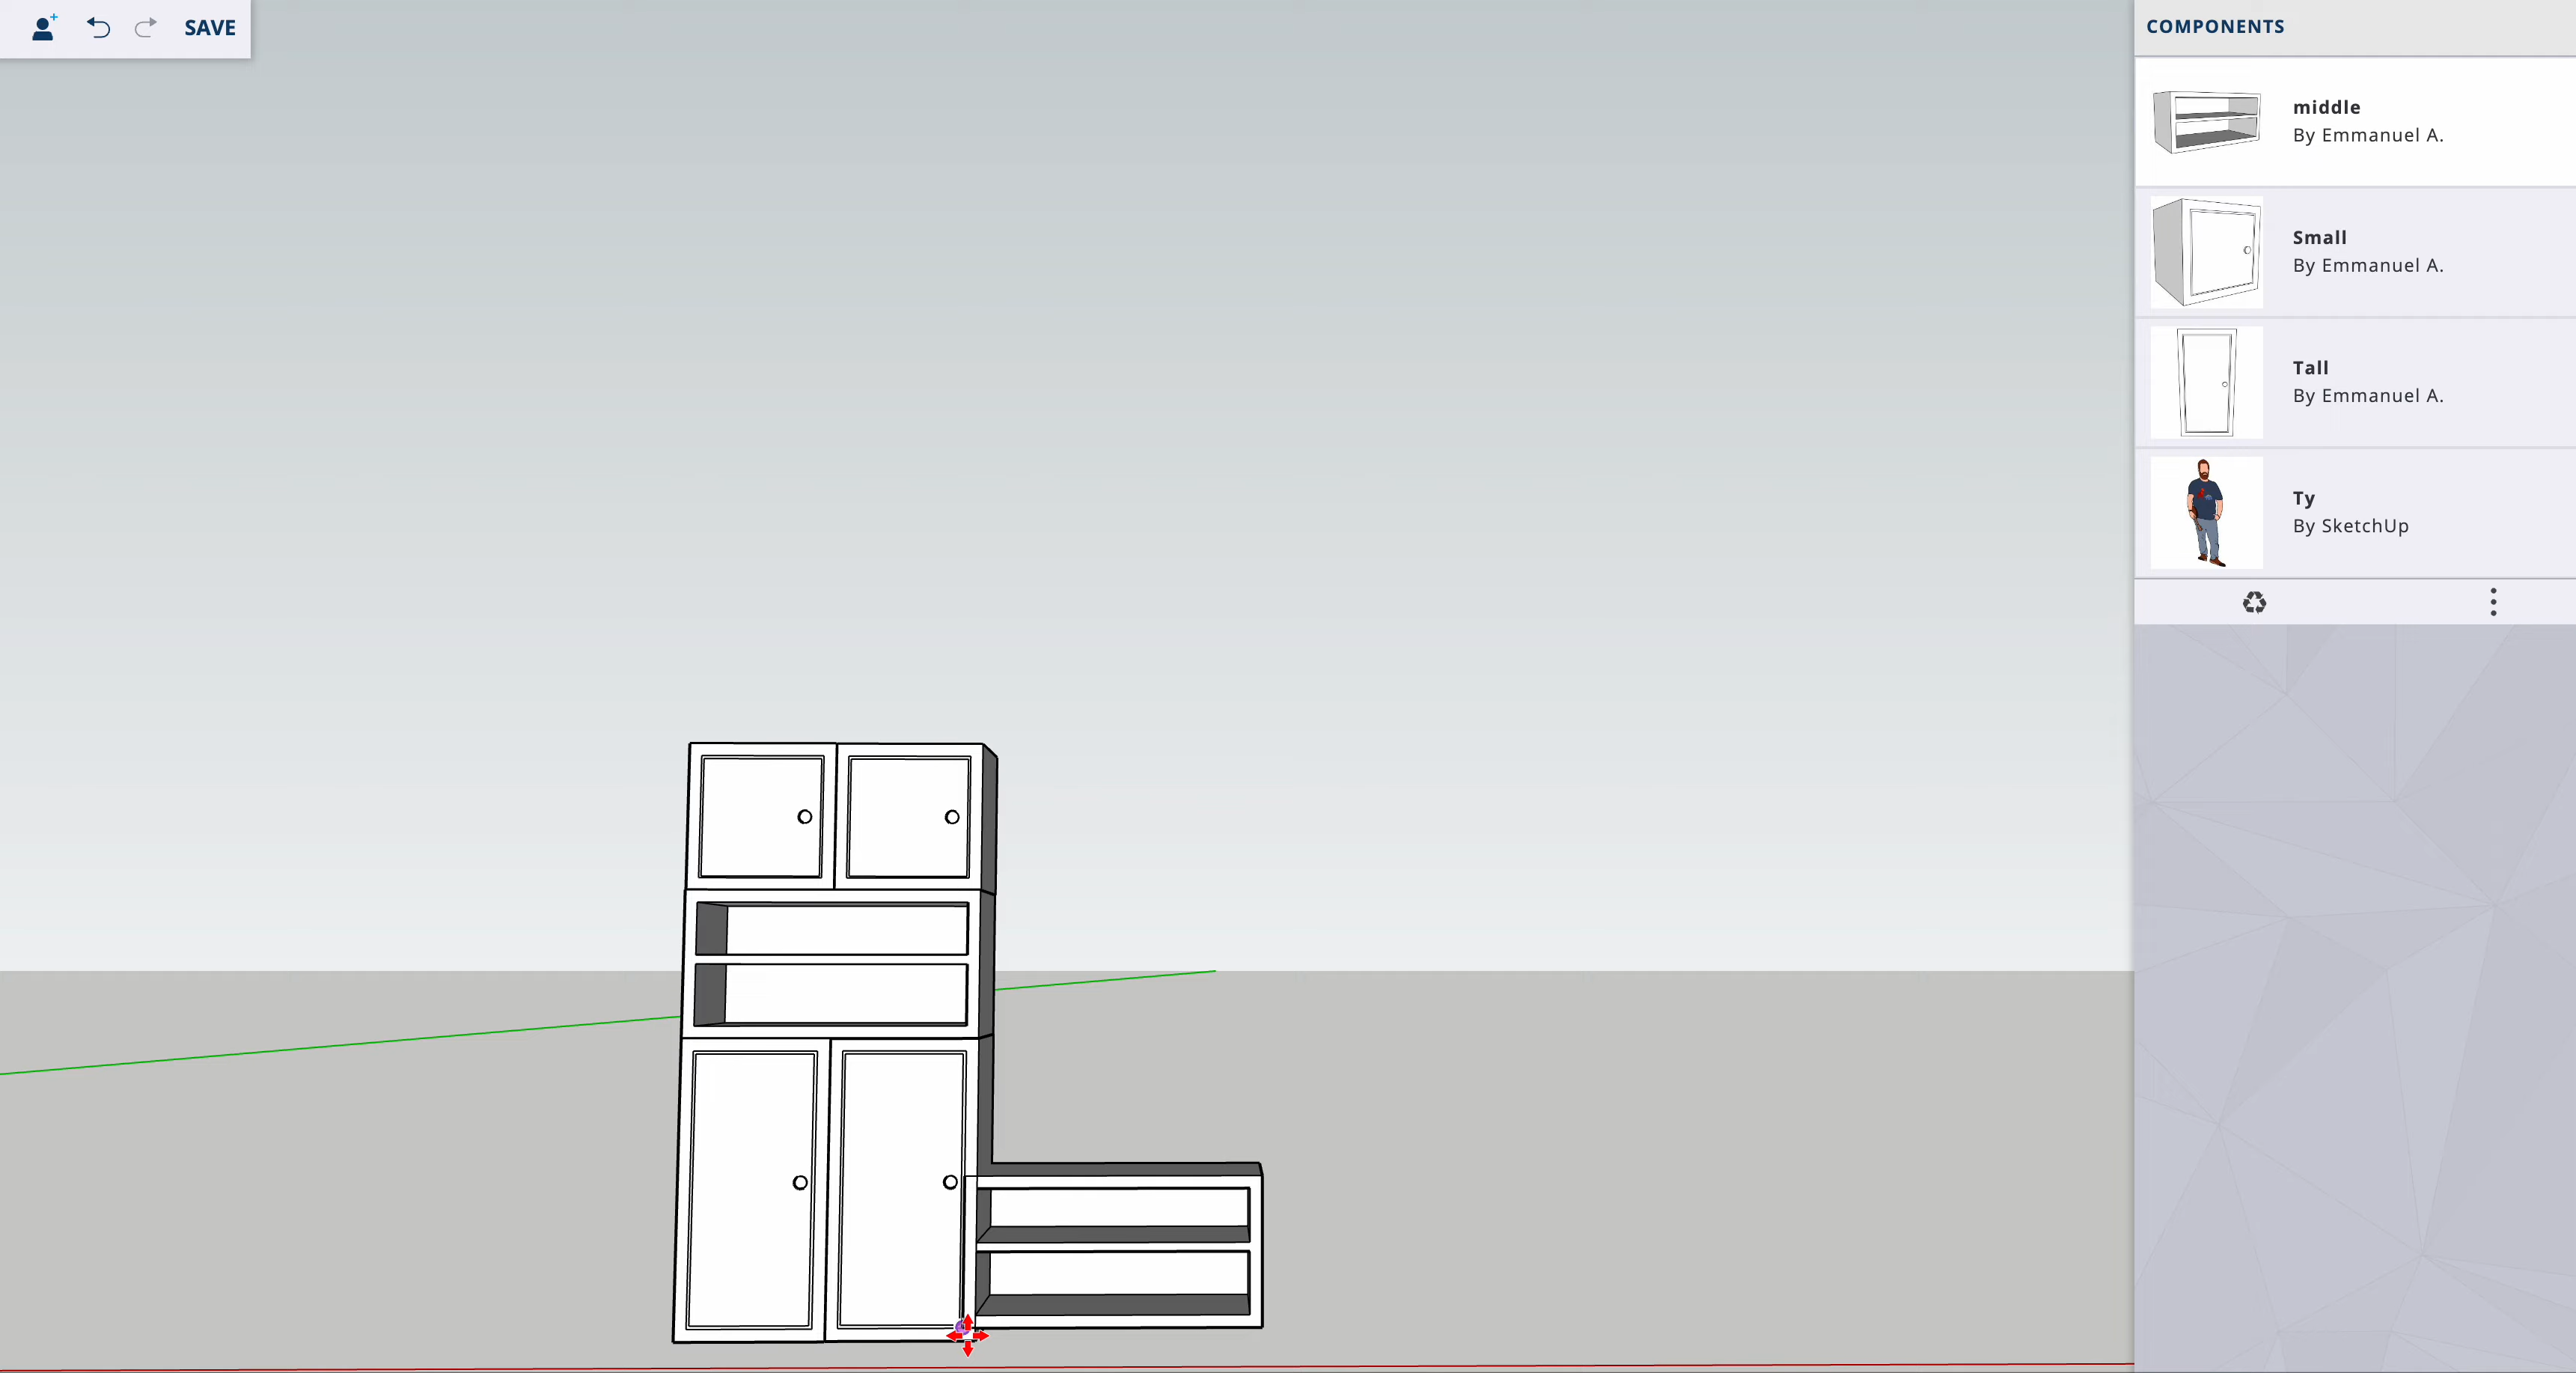 SAVE
COMPONENTS
middle
By Emmanuel A.
Small
By Emmanuel A.
Tall
By Emmanuel A.
Ty
By SketchUp